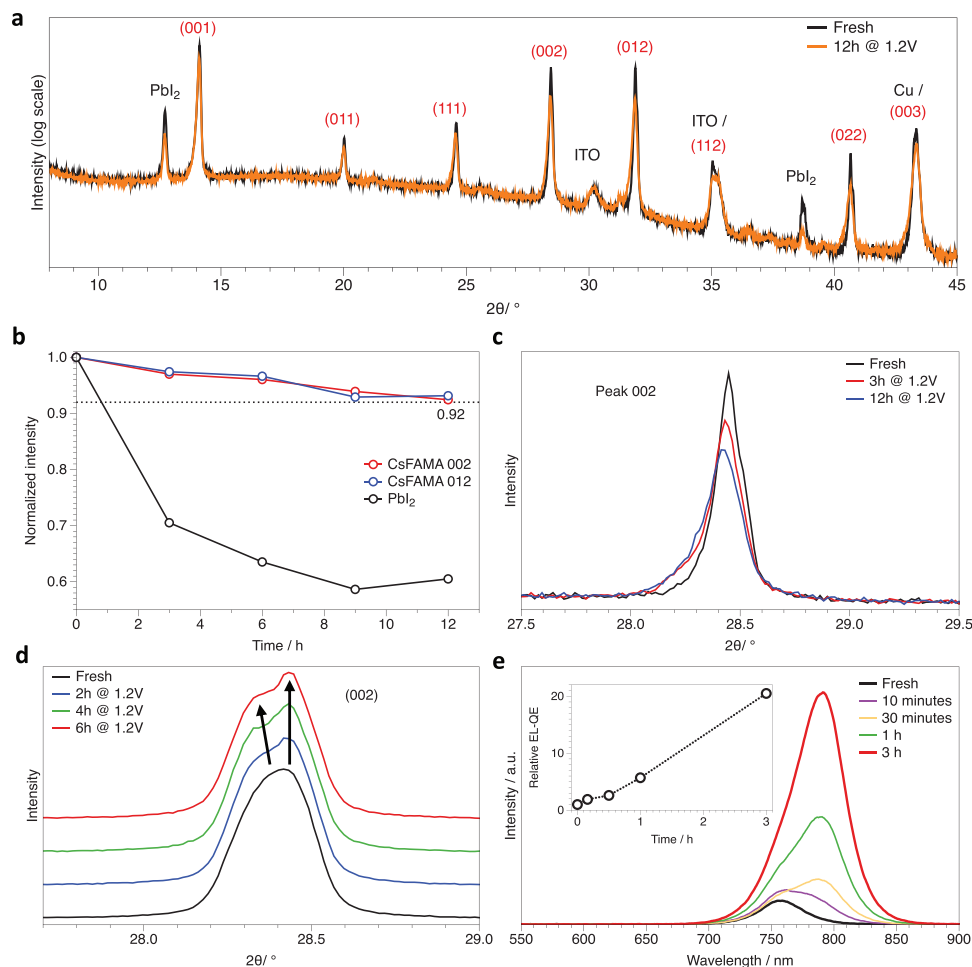 a
Intensity (log scale)
PbI2
(001)
(011)
(111)
(002)
ITO
(012)
ITO /
(112)
PbI2
(022)
Cu /
(003)
Fresh
12h @ 1.2V
10 15 20 25 30 35 40 45
2θ/ °
b
Normalized intensity
1.0
0.9
0.8
0.7
0.6
0.92
CsFAMA 002
CsFAMA 012
PbI2
0 2 4 6 8 10 12
Time / h
c
Intensity
Peak 002
Fresh
3h @ 1.2V
12h @ 1.2V
27.5 28.0 28.5 29.0 29.5
2θ/ °
d
Intensity
Fresh
2h @ 1.2V
4h @ 1.2V
6h @ 1.2V
(002)
28.0 28.5 29.0
2θ/ °
e
Intensity / a.u.
Relative EL-QE
20
10
0
0 1 2 3
Time / h
Fresh
10 minutes
30 minutes
1 h
3 h
550 600 650 700 750 800 850 900
Wavelength / nm